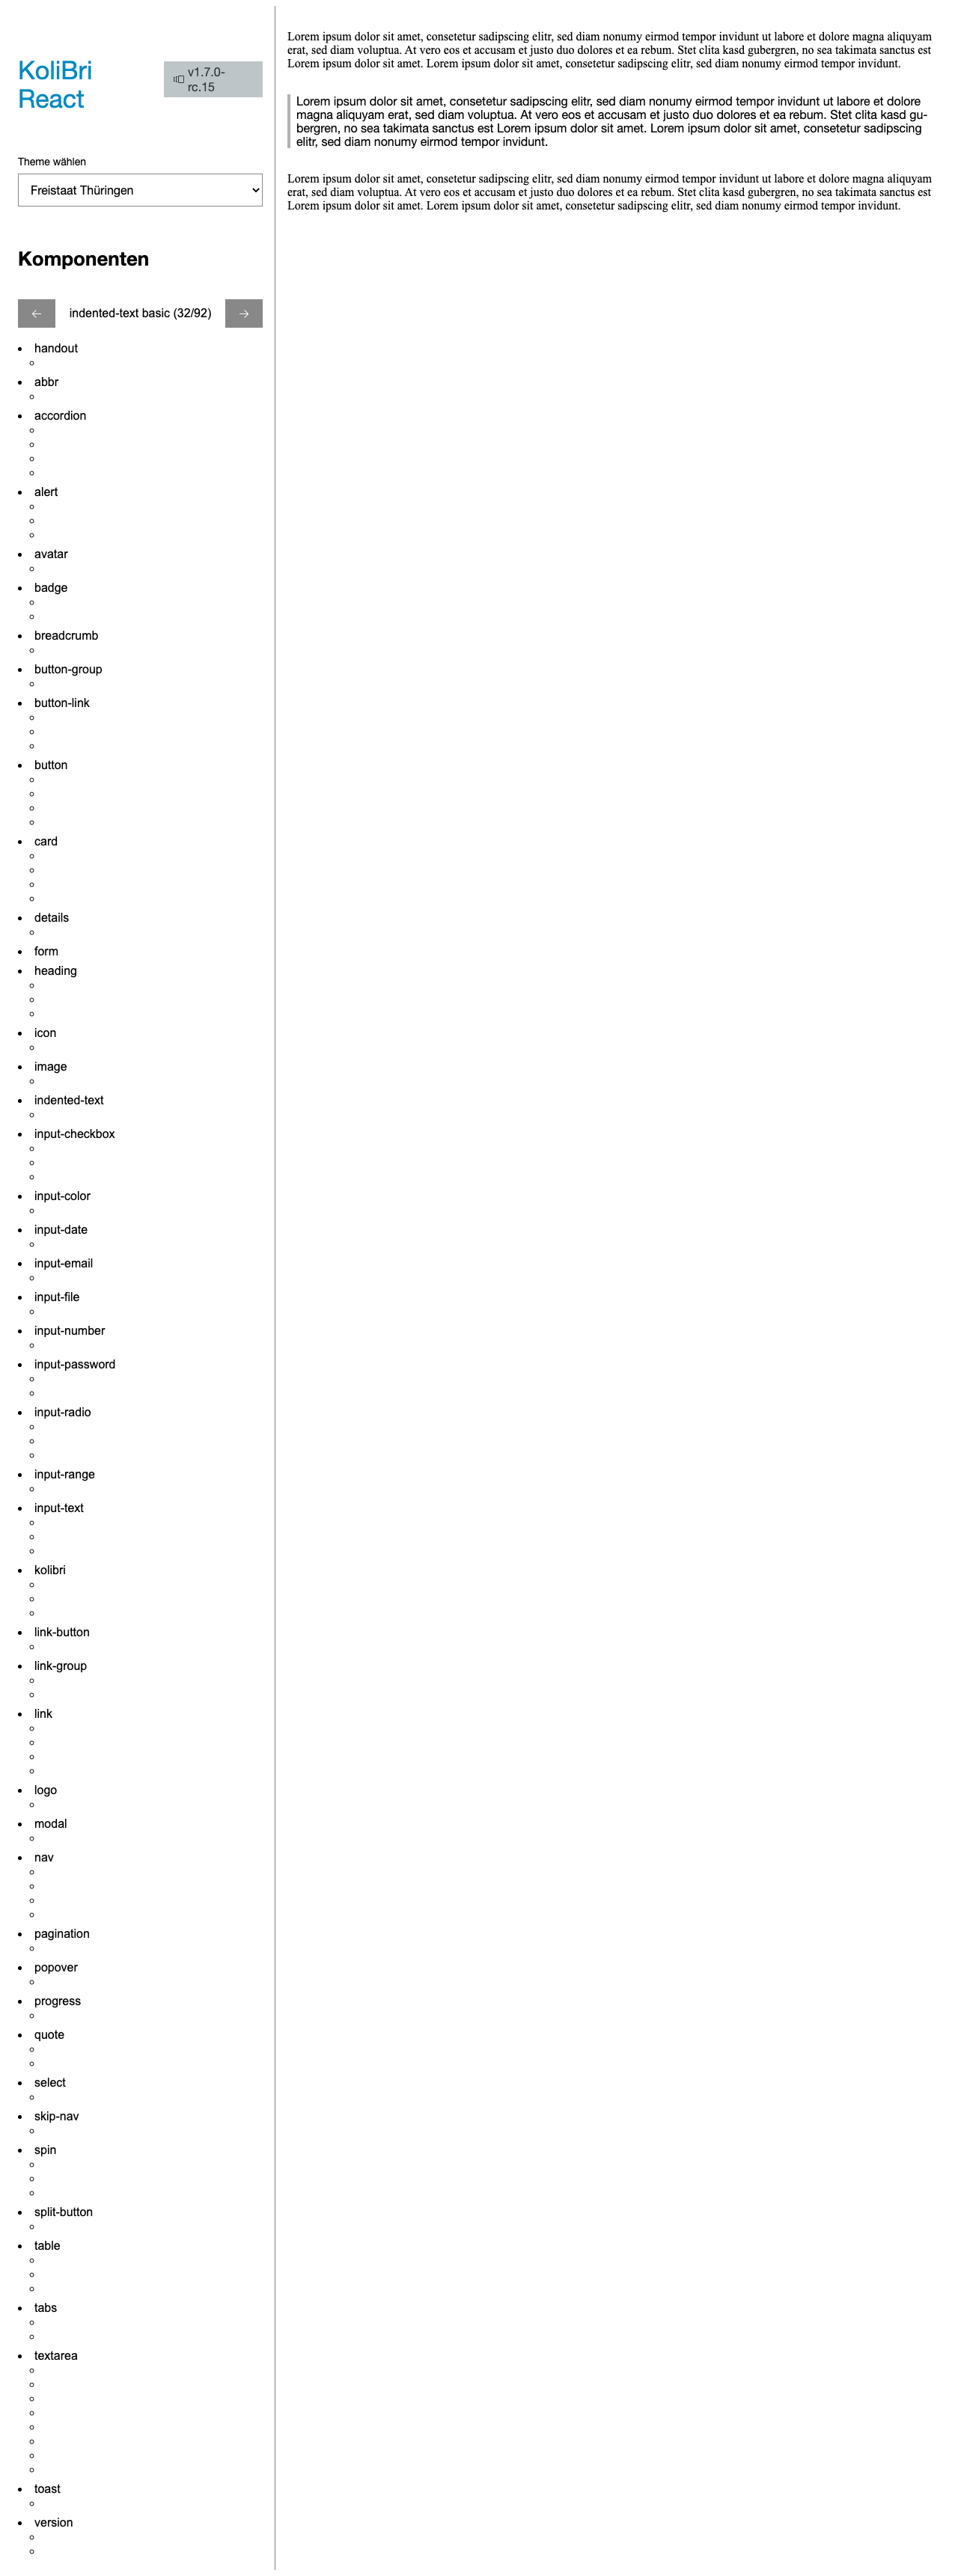 KoliBri
React
v1.7.0-
rc.15
Theme wählen
Freistaat Thüringen
Komponenten
indented-text basic (32/92)
handout
abbr
accordion
alert
avatar
badge
breadcrumb
button-group
button-link
button
card
details
form
heading
icon
image
indented-text
input-checkbox
input-color
input-date
input-email
input-file
input-number
input-password
input-radio
input-range
input-text
kolibri
link-button
link-group
link
logo
modal
nav
pagination
popover
progress
quote
select
skip-nav
spin
split-button
table
tabs
textarea
toast
version
Lorem ipsum dolor sit amet, consetetur sadipscing elitr, sed diam nonumy eirmod tempor invidunt ut labore et dolore magna aliquyam
erat, sed diam voluptua. At vero eos et accusam et justo duo dolores et ea rebum. Stet clita kasd gubergren, no sea takimata sanctus est
Lorem ipsum dolor sit amet. Lorem ipsum dolor sit amet, consetetur sadipscing elitr, sed diam nonumy eirmod tempor invidunt.
Lorem ipsum dolor sit amet, consetetur sadipscing elitr, sed diam nonumy eirmod tempor invidunt ut labore et dolore
magna aliquyam erat, sed diam voluptua. At vero eos et accusam et justo duo dolores et ea rebum. Stet clita kasd gu-
bergren, no sea takimata sanctus est Lorem ipsum dolor sit amet. Lorem ipsum dolor sit amet, consetetur sadipscing
elitr, sed diam nonumy eirmod tempor invidunt.
Lorem ipsum dolor sit amet, consetetur sadipscing elitr, sed diam nonumy eirmod tempor invidunt ut labore et dolore magna aliquyam
erat, sed diam voluptua. At vero eos et accusam et justo duo dolores et ea rebum. Stet clita kasd gubergren, no sea takimata sanctus est
Lorem ipsum dolor sit amet. Lorem ipsum dolor sit amet, consetetur sadipscing elitr, sed diam nonumy eirmod tempor invidunt.